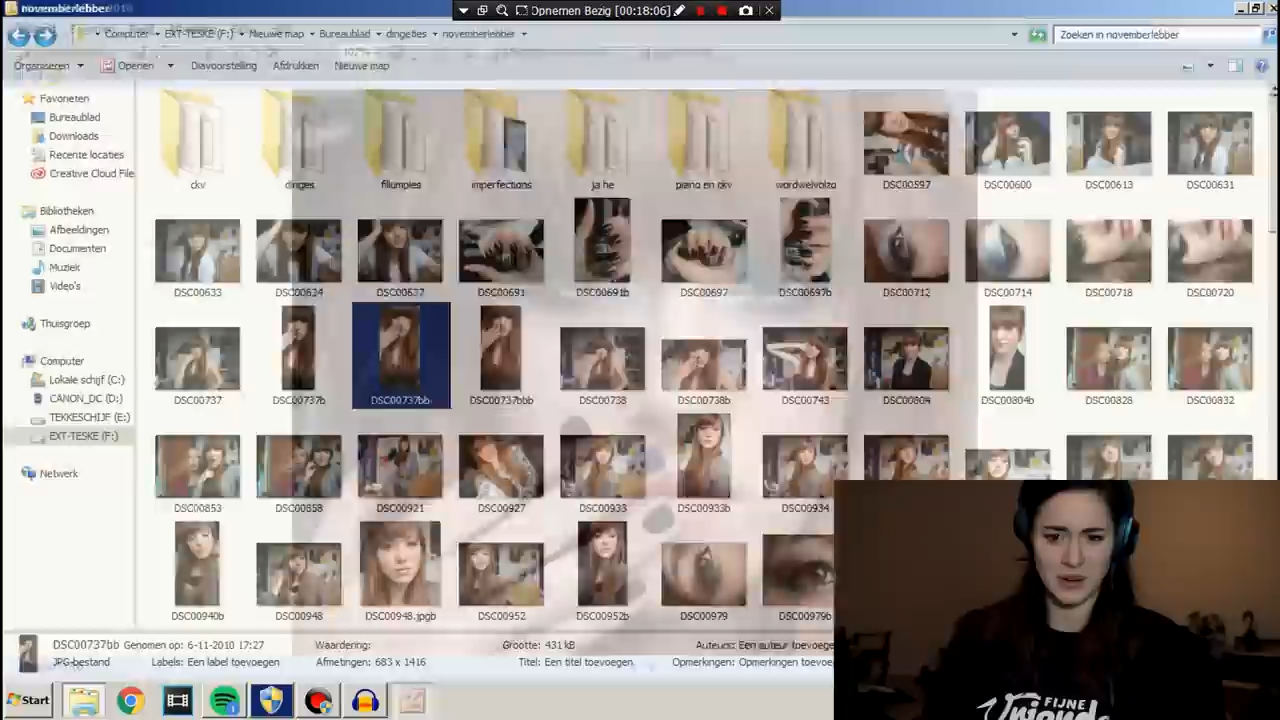 novemberlebber
Opnemen Bezig [00:18:06]
Computer EXT-TESKE (F:) Nieuwe map Bureaublad dingeties novemberlebber
Zoeken in novemberlebber
Organiseren Openen Diavoorstelling Afdrukken Nieuwe map
Favorieten
Bureaublad
Downloads
Recente locaties
Creative Cloud File
Bibliotheken
Afbeeldingen
Documenten
Muziek
Video's
Thuisgroep
Computer
Lokale schijf (C:)
CANON_DC (D:)
TEKKESCHIJF (E:)
EXT-TESKE (F:)
Netwerk
ckv dinges filumpies imperfections ja he piano en ckv DSC00597 DSC00600 DSC00613 DSC00631
DSC00633 DSC00634 DSC00637 DSC00691 DSC00691b DSC00697 DSC00697b DSC00712 DSC00714 DSC00718 DSC00720
DSC00737 DSC00737b DSC00737bb DSC00737bbb DSC00738 DSC00738b DSC00743 DSC00804 DSC00804b DSC00828 DSC00832
DSC00853 DSC00858 DSC00921 DSC00927 DSC00933 DSC00933b DSC00934
DSC00940b DSC00948 DSC00948.jpgb DSC00952 DSC00952b DSC00979 DSC00979b
DSC00737bb Genomen op: 6-11-2010 17:27 Waardering: Grootte: 431 kB Auteurs: Een auteur toevoege
JPG-bestand Labels: Een label toevoegen Afmetingen: 683 x 1416 Titel: Een titel toevoegen Opmerkingen: Opmerkingen toevoege
Start
FIJNE
Vriend